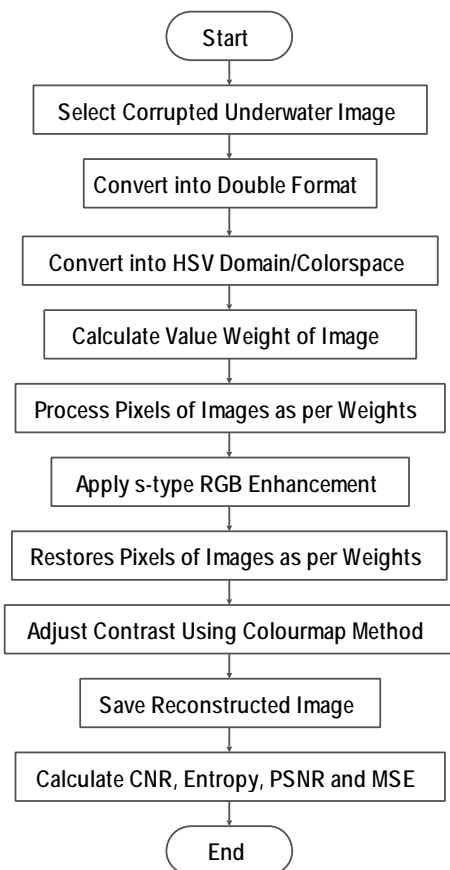 Start
Select Corrupted Underwater Image
Convert into Double Format
Convert into HSV Domain/Colorspace
Calculate Value Weight of Image
Process Pixels of Images as per Weights
Apply s-type RGB Enhancement
Restores Pixels of Images as per Weights
Adjust Contrast Using Colourmap Method
Save Reconstructed Image
Calculate CNR, Entropy, PSNR and MSE
End